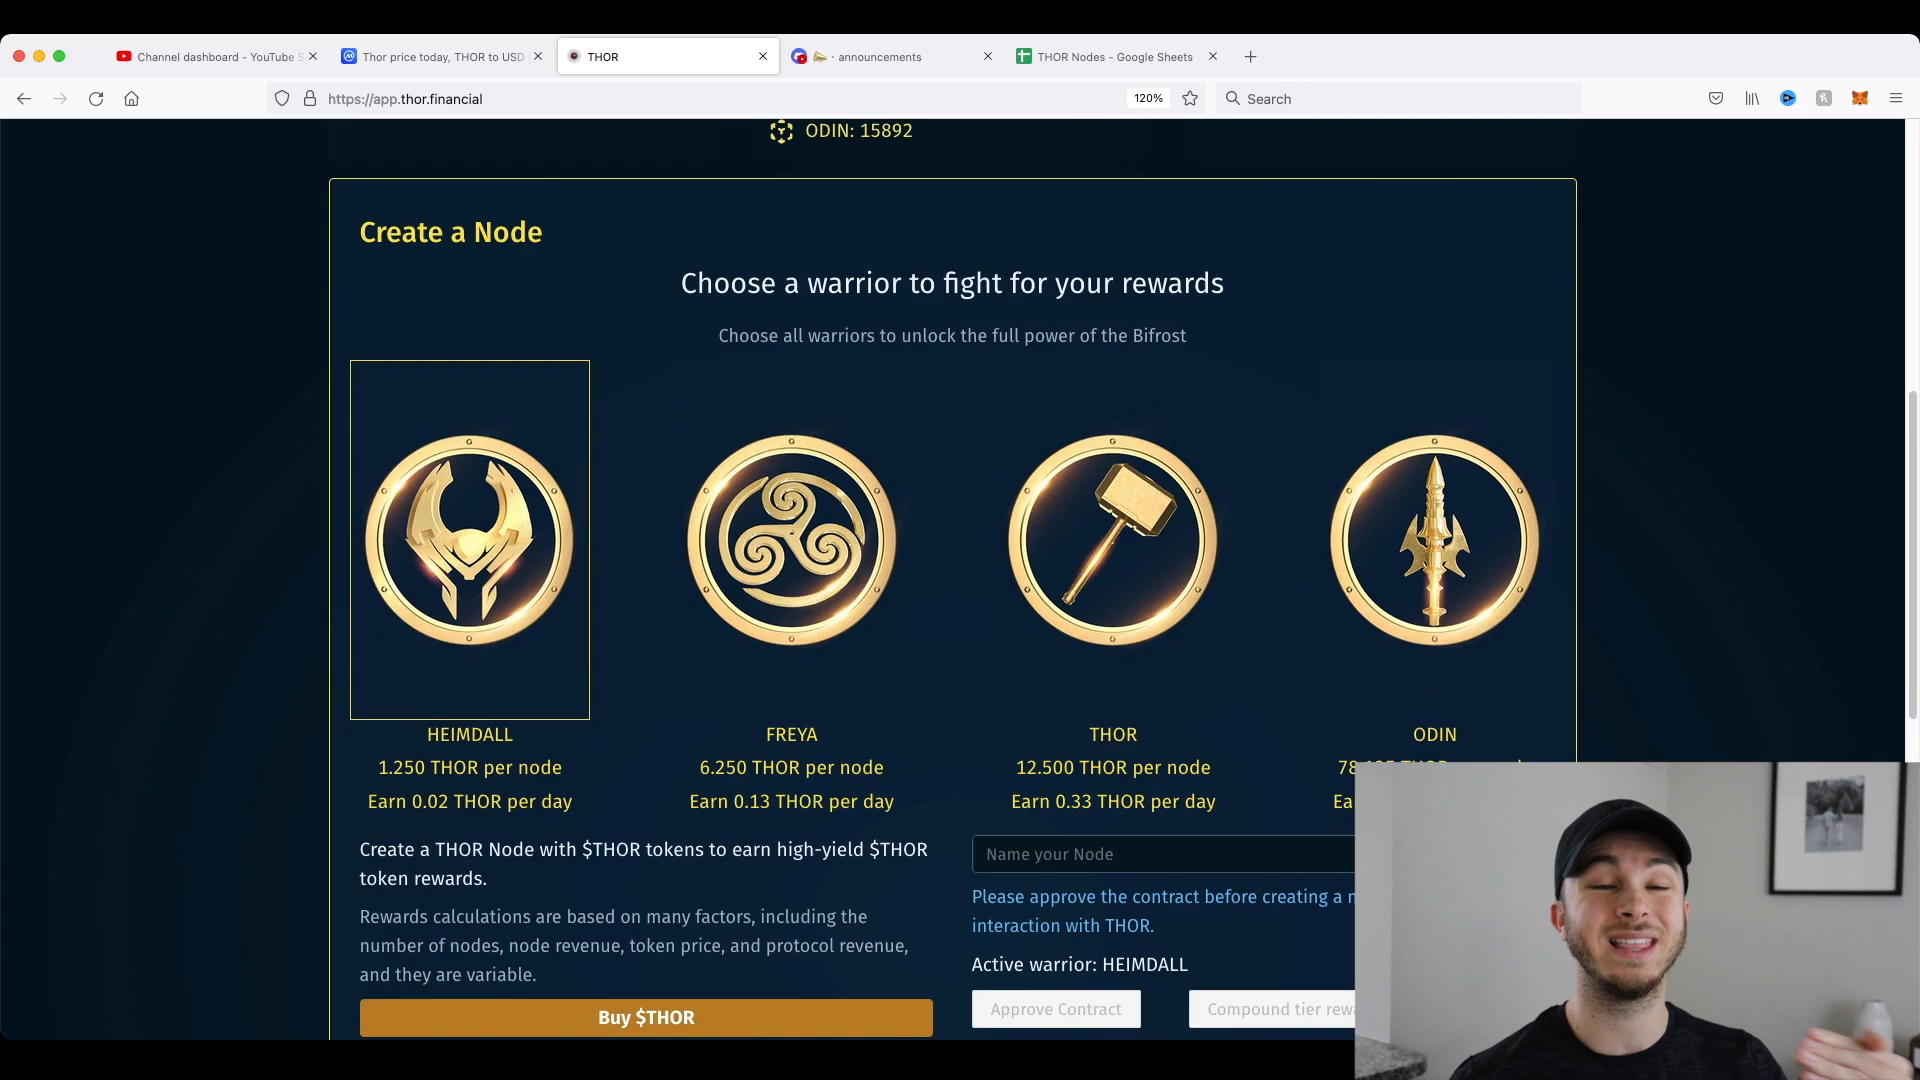 Channel dashboard - YouTube S
Thor price today, THOR to USD
THOR
· announcements
THOR Nodes - Google Sheets
https://app.thor.financial
120%
Search
ODIN: 15892
Create a Node
Choose a warrior to fight for your rewards
Choose all warriors to unlock the full power of the Bifrost
HEIMDALL
1.250 THOR per node
Earn 0.02 THOR per day
FREYA
6.250 THOR per node
Earn 0.13 THOR per day
THOR
12.500 THOR per node
Earn 0.33 THOR per day
ODIN
Create a THOR Node with $THOR tokens to earn high-yield $THOR
token rewards.
Rewards calculations are based on many factors, including the
number of nodes, node revenue, token price, and protocol revenue,
and they are variable.
Buy $THOR
Name your Node
Please approve the contract before creating a
interaction with THOR.
Active warrior: HEIMDALL
Approve Contract
Compound tier rew